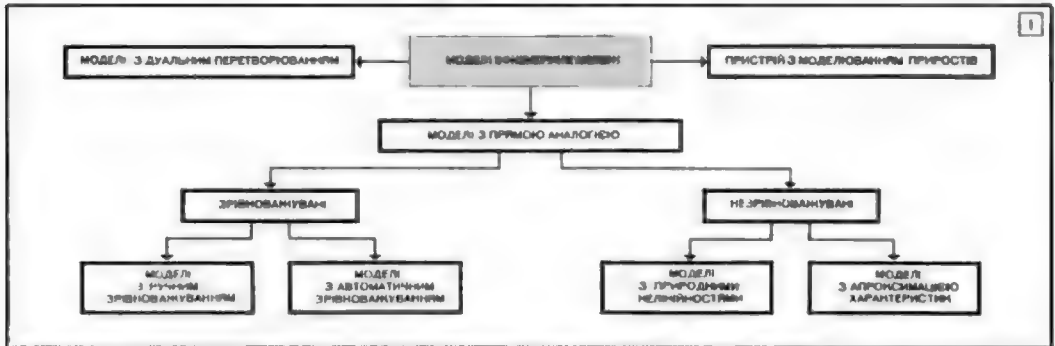 1
МОДЕЛІ З ДУАЛЬНИМ ПЕРЕТВОРЮВАННЯМ
МОДЕЛІ
ПРИСТРІЙ З МОДЕЛЮВАННЯМ ПРИРОСТІВ
МОДЕЛІ З ПРЯМОЮ АНАЛОГІЄЮ
ЗРІВНОВАЖУВАНІ
НЕЗРІВНОВАЖУВАНІ
МОДЕЛІ
З РУЧНИМ
ЗРІВНОВАЖУВАННЯМ
МОДЕЛІ
З АВТОМАТИЧНИМ
ЗРІВНОВАЖУВАННЯМ
МОДЕЛІ
З ПРИРОДНИМИ
НЕЛІНІЙНОСТЯМИ
МОДЕЛІ
З АПРОКСИМАЦІЄЮ
ХАРАКТЕРИСТИК